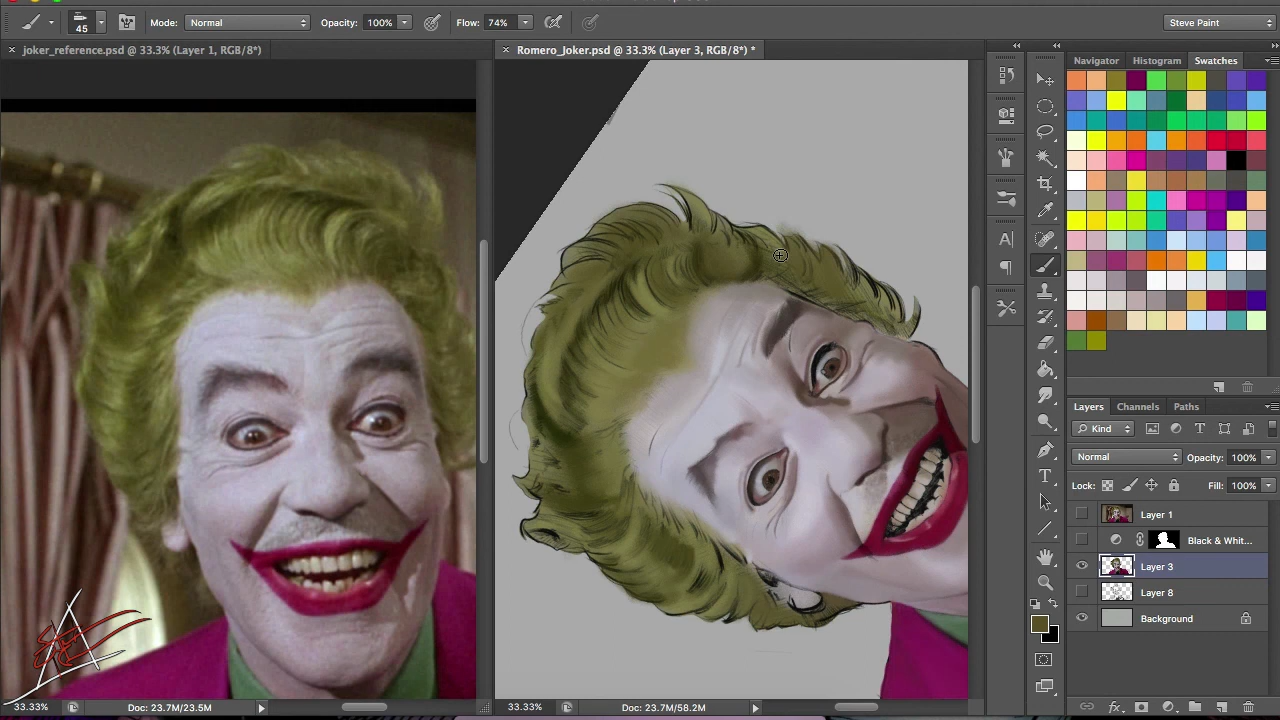 45
Mode: Normal
Opacity: 100%
Flow: 74%
Steve Paint
joker_reference.psd @ 33.3% (Layer 1, RGB/8*)
Romero_Joker.psd @ 33.3% (Layer 3, RGB/8*) *
Navigator Histogram Swatches
Layers Channels Paths
Kind
Normal Opacity: 100%
Lock: Fill: 100%
Layer 1
Black & Whit...
Layer 3
Layer 8
Background
33.33% Doc: 23.7M/23.5M
33.33% Doc: 23.7M/58.2M